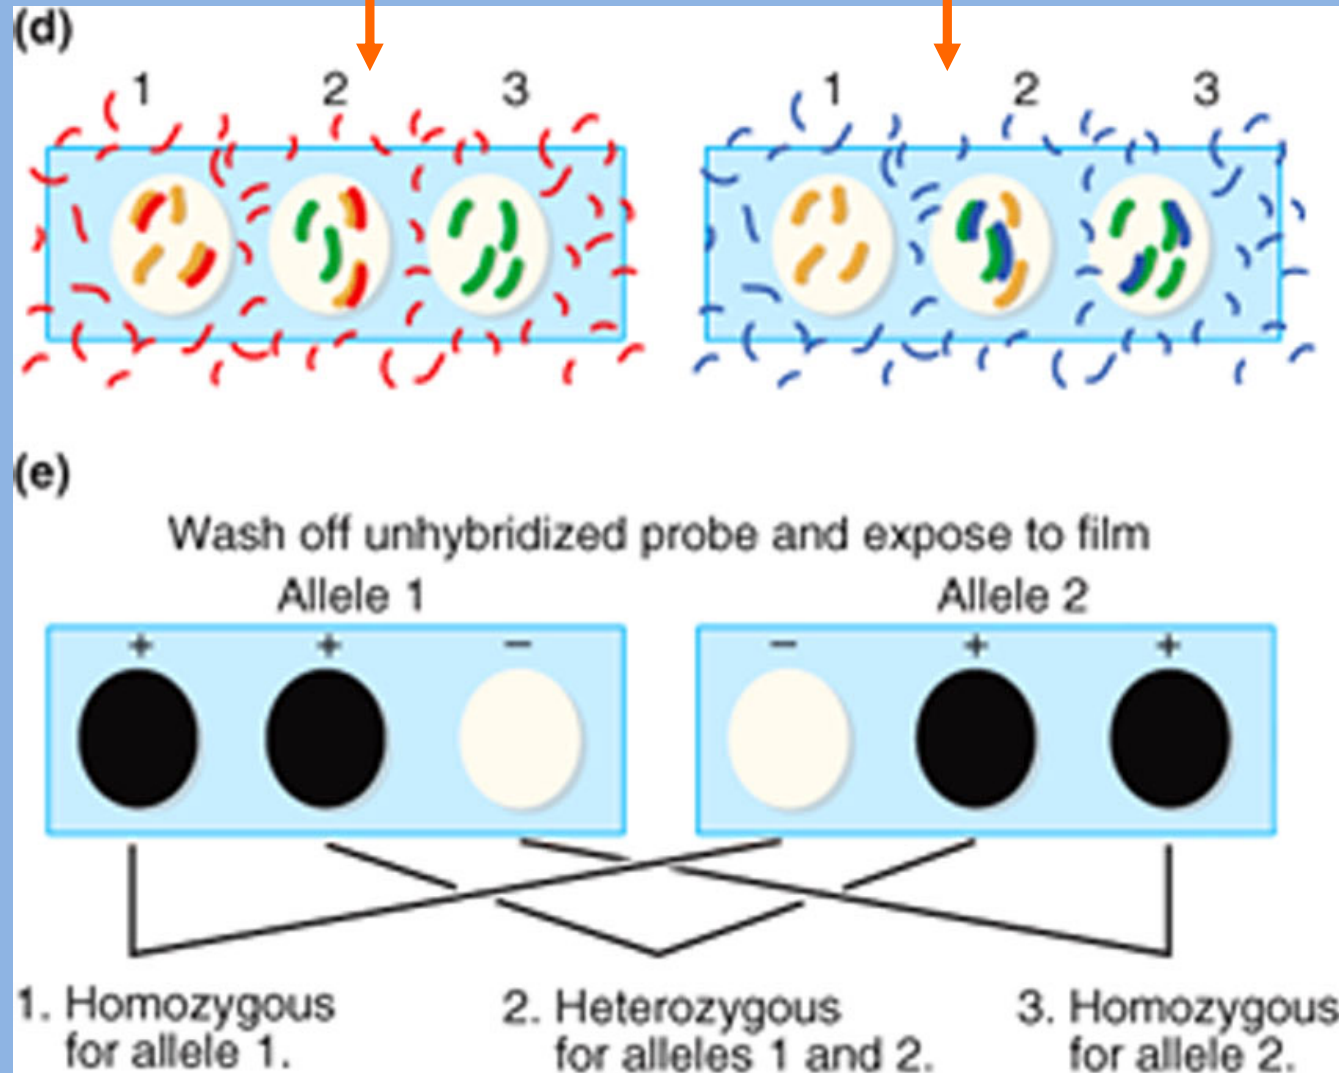 (d)
1 2 3
1 2 3
(e)
Wash off unhybridized probe and expose to film
Allele 1
Allele 2
+ + −
− + +
1. Homozygous
for allele 1.
2. Heterozygous
for alleles 1 and 2.
3. Homozygous
for allele 2.